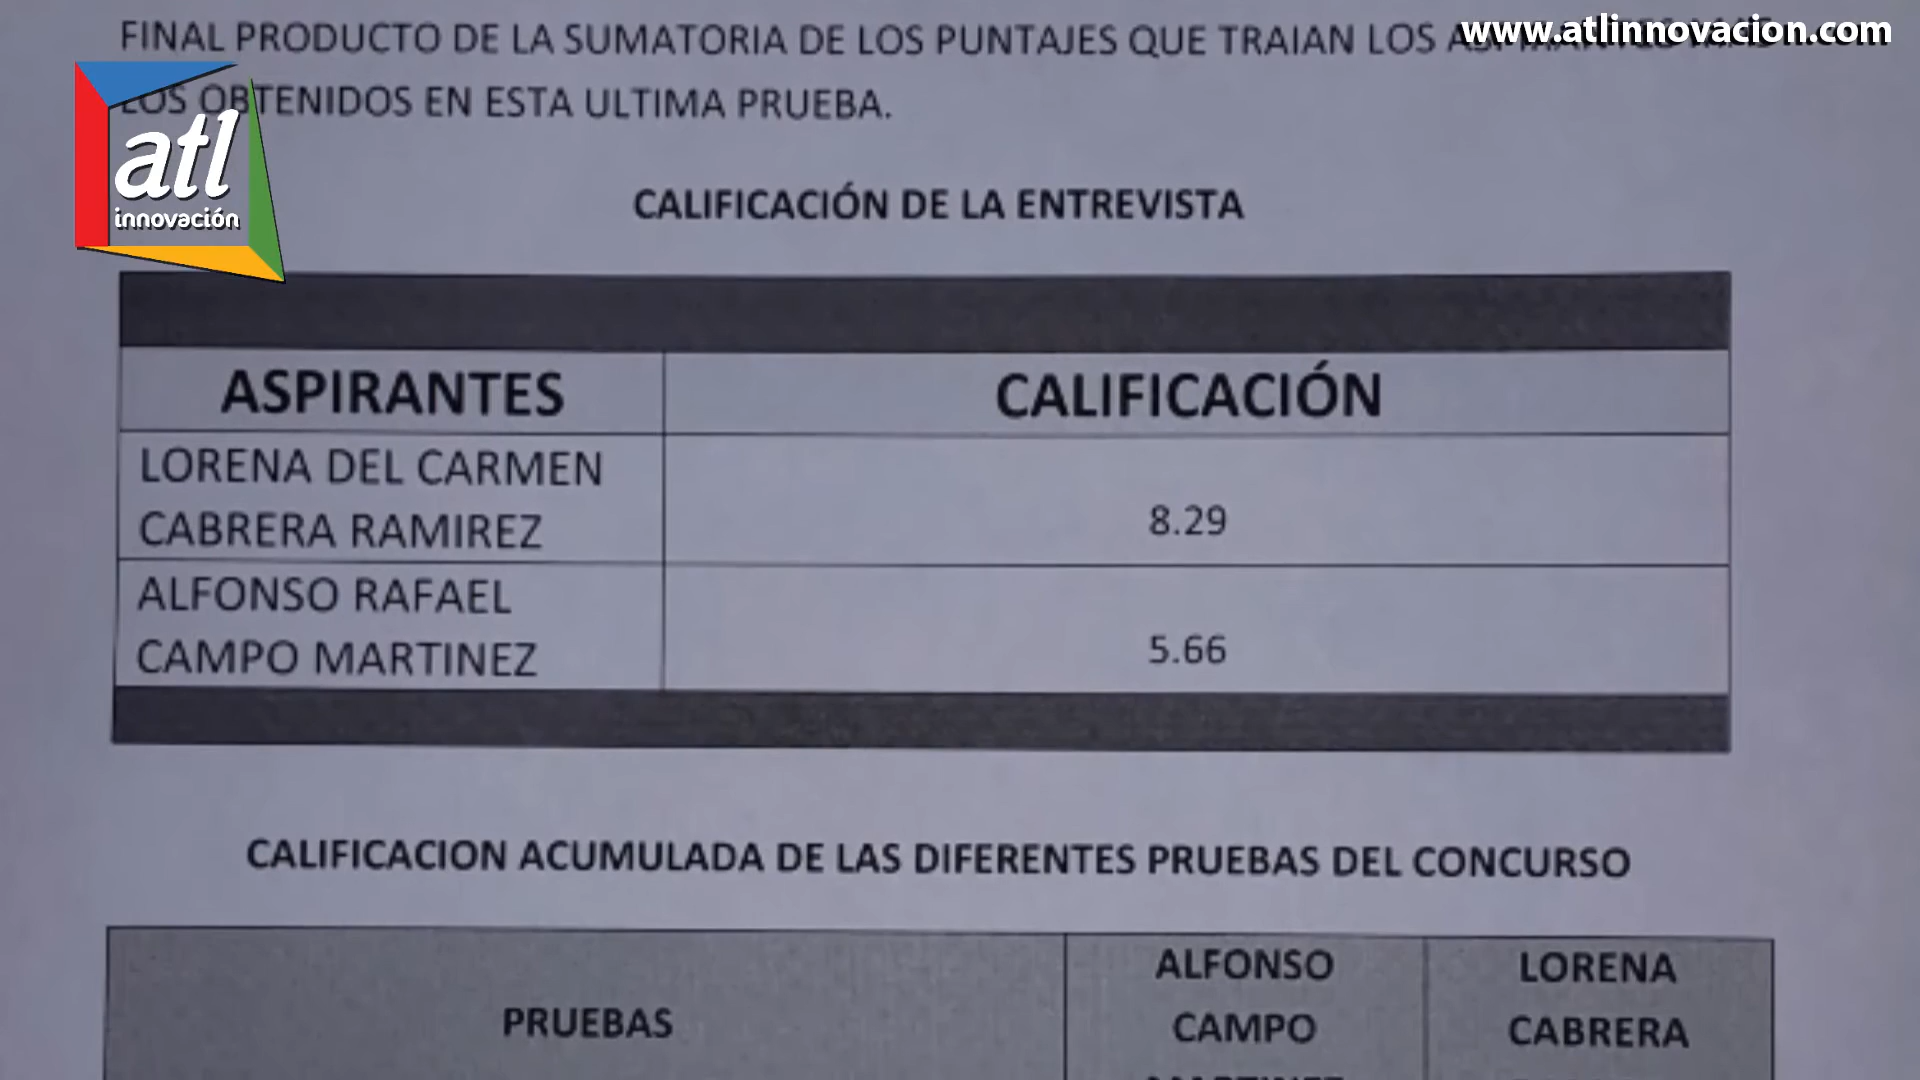 www.atlinnovacion.com
FINAL PRODUCTO DE LA SUMATORIA DE LOS PUNTAJES QUE TRAIAN LOS
LOS OBTENIDOS EN ESTA ULTIMA PRUEBA.
atl
innovación
CALIFICACIÓN DE LA ENTREVISTA
ASPIRANTES CALIFICACIÓN
LORENA DEL CARMEN
CABRERA RAMIREZ 8.29
ALFONSO RAFAEL
CAMPO MARTINEZ 5.66
CALIFICACION ACUMULADA DE LAS DIFERENTES PRUEBAS DEL CONCURSO
PRUEBAS
ALFONSO
CAMPO
LORENA
CABRERA